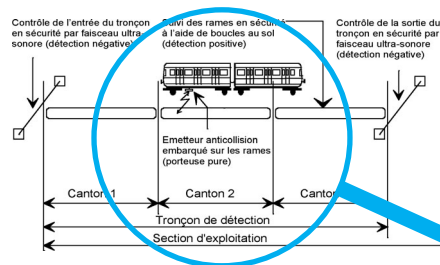 Contrôle de l'entrée du tronçon
en sécurité par faisceau ultra-
sonore (détection négative)
Suivi des rames en sécurité
à l'aide de boucles au sol
(détection positive)
Contrôle de la sortie du
tronçon en sécurité par
faisceau ultra-sonore
(détection négative)
Emetteur anticollision
embarqué sur les rames
(porteuse pure)
Canton 1
Canton 2
Canton
Tronçon de détection
Section d'exploitation